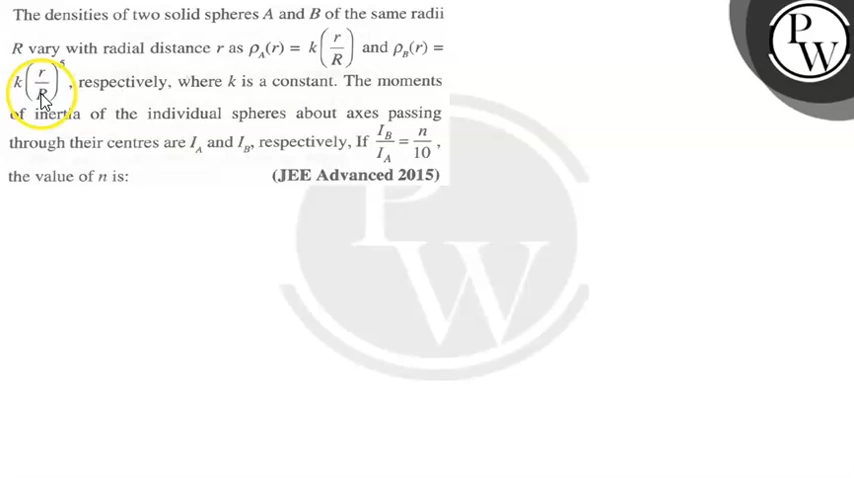 The densities of two solid spheres A and B of the same radii
R vary with radial distance r as ρ_A(r) = k(r/R) and ρ_B(r) =
k(r/R)^5, respectively, where k is a constant. The moments
of inertia of the individual spheres about axes passing
through their centres are I_A and I_B, respectively, If I_B/I_A = n/10,
the value of n is: (JEE Advanced 2015)
P
W
P
W